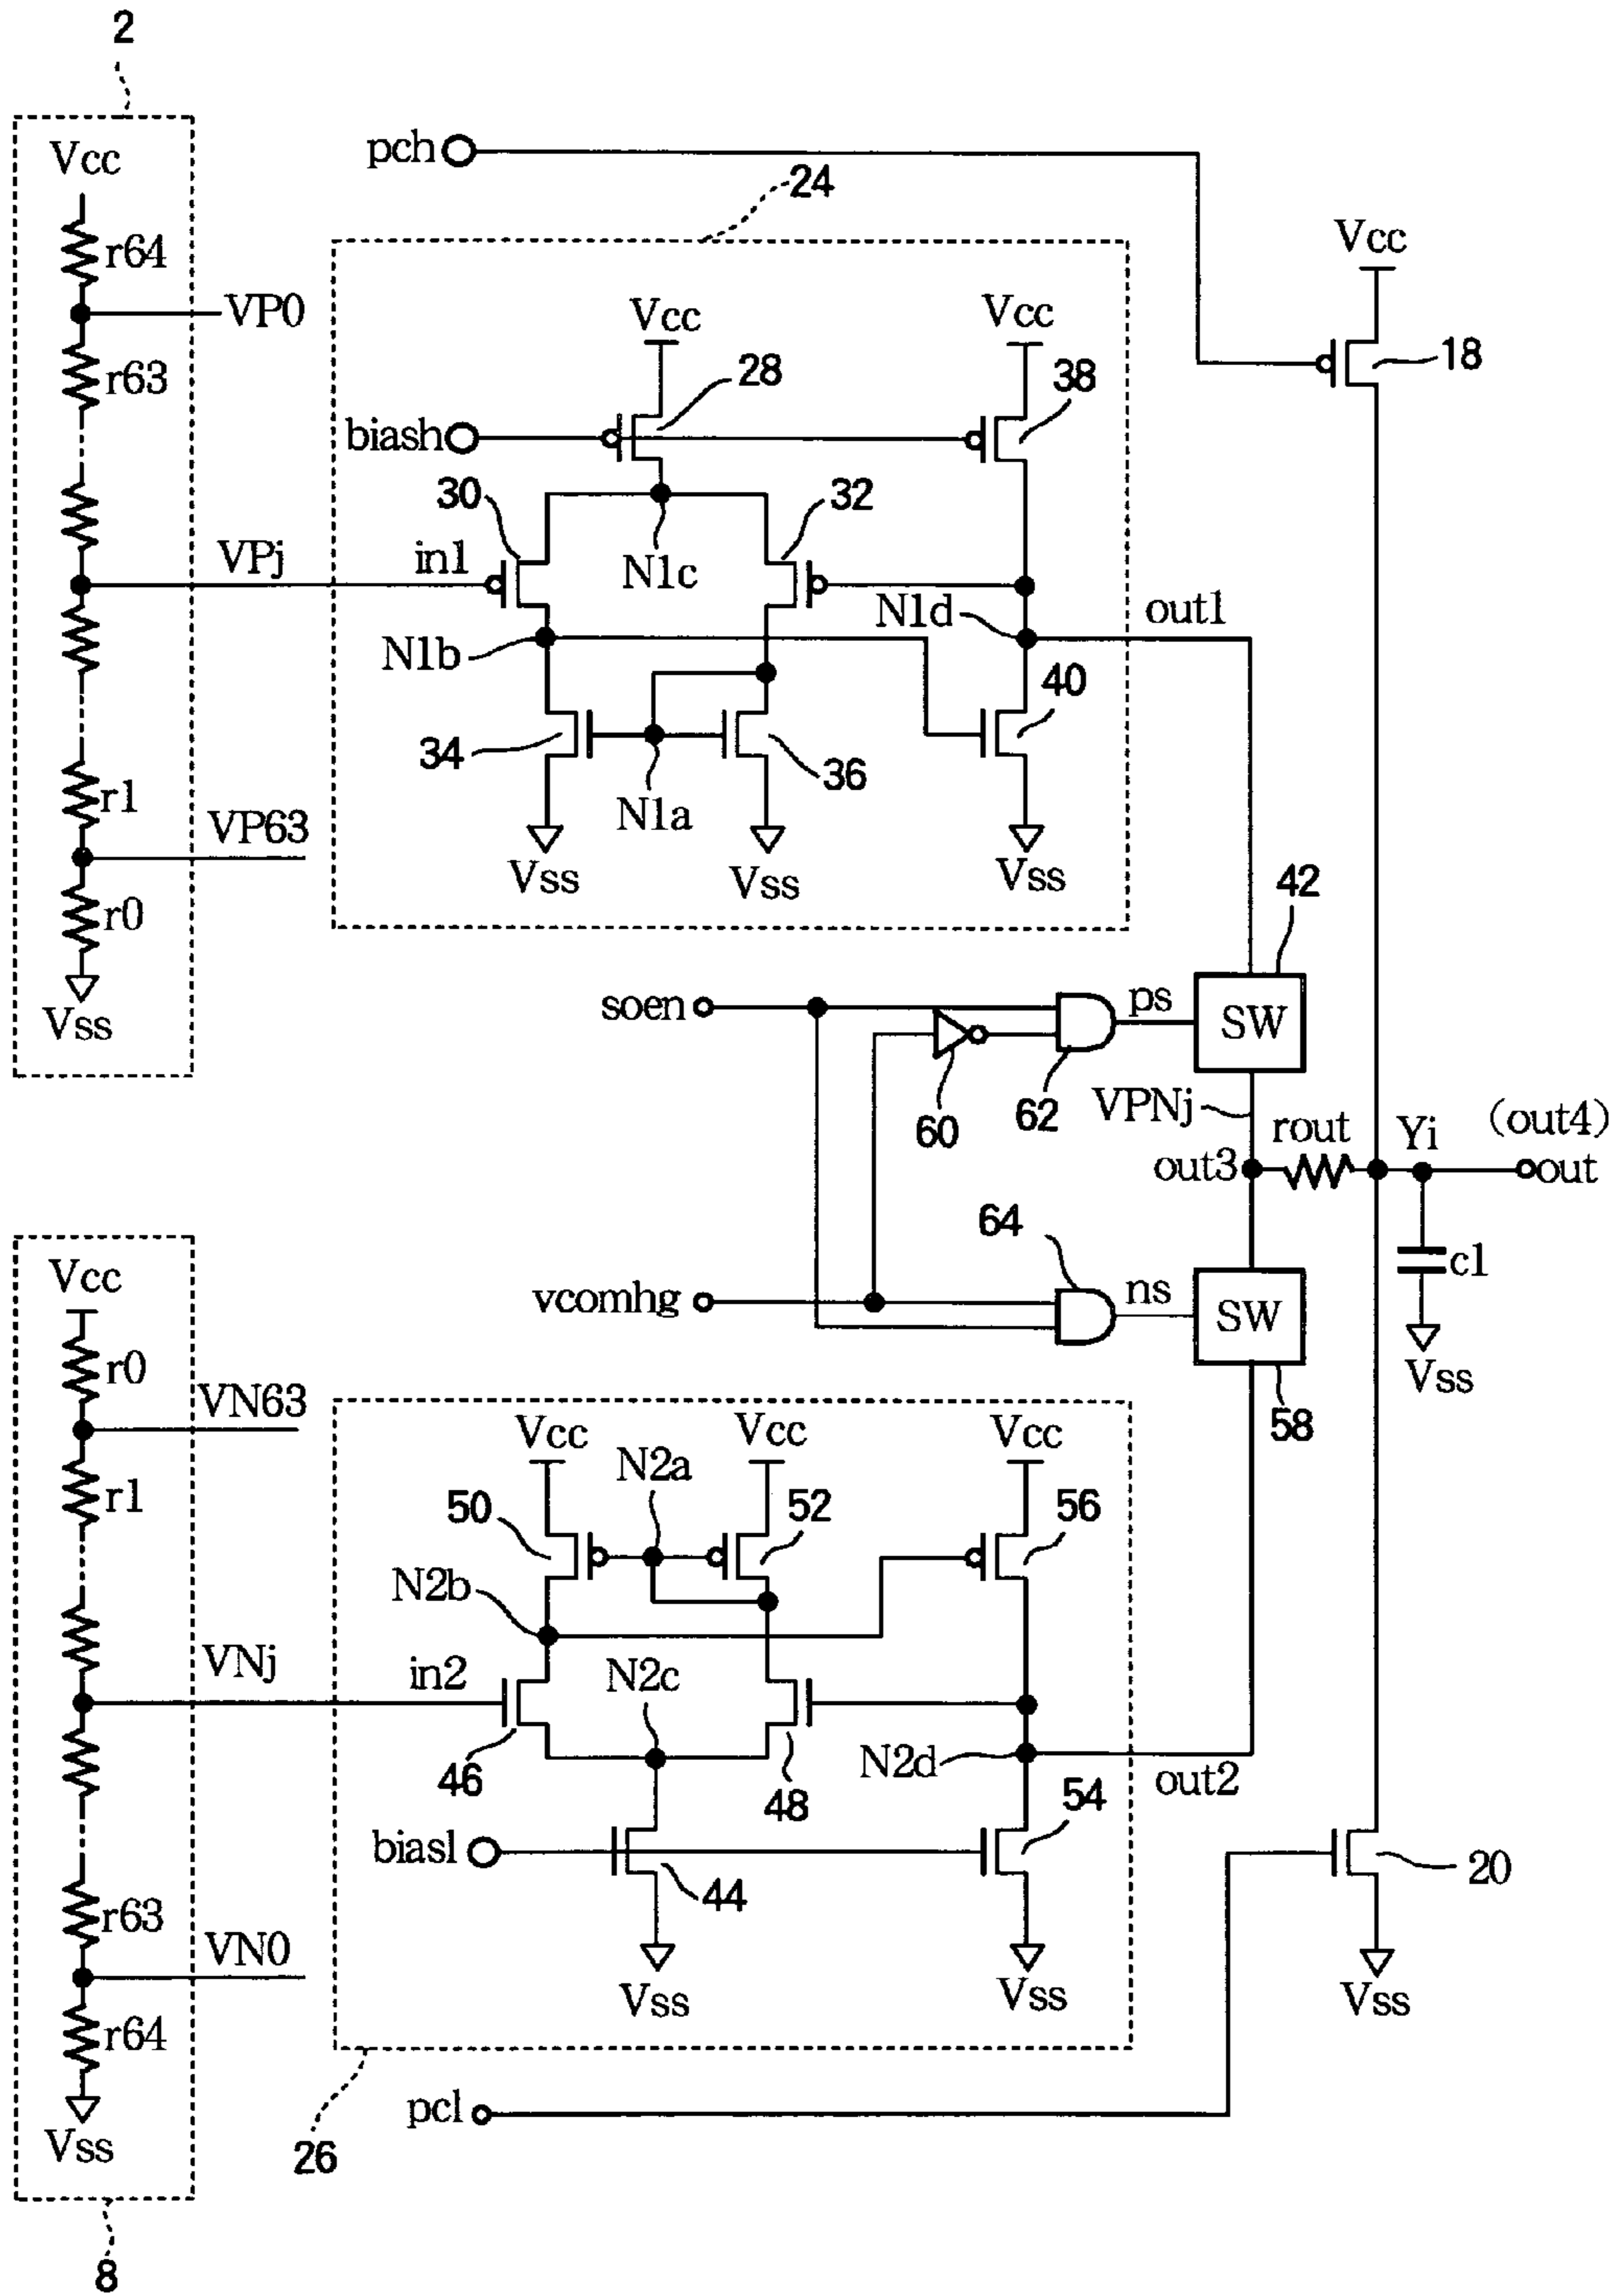 2
Vcc
r64
VP0
r63
VPj
r1
VP63
r0
Vss
pch
24
Vcc
18
Vcc
Vcc
28
38
biash
30
32
in1
N1c
N1d
out1
N1b
40
34
36
N1a
Vss
Vss
Vss
42
soen
ps
SW
60
62
VPNj
rout
Yi
(out4)
out3
out
64
vcomhg
ns
SW
c1
Vss
58
Vcc
r0
VN63
r1
VNj
r63
VN0
r64
Vss
8
Vcc
Vcc
Vcc
N2a
50
52
56
N2b
in2
N2c
46
48
N2d
out2
54
biasl
44
20
Vss
Vss
Vss
pcl
26